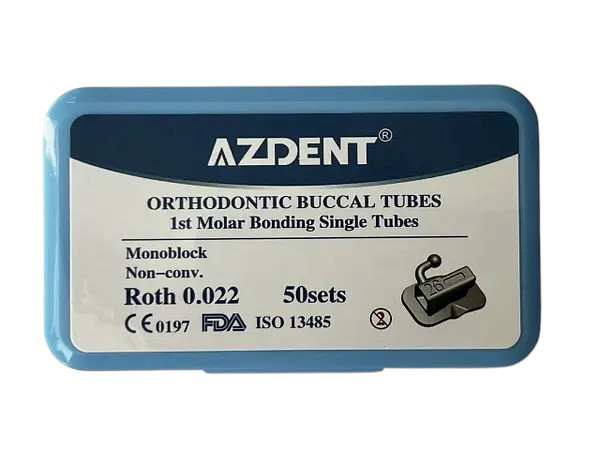 AZDENT®
ORTHODONTIC BUCCAL TUBES
1st Molar Bonding Single Tubes
Monoblock
Non-conv.
Roth 0.022 50sets
CE 0197 FDA ISO 13485
26
2